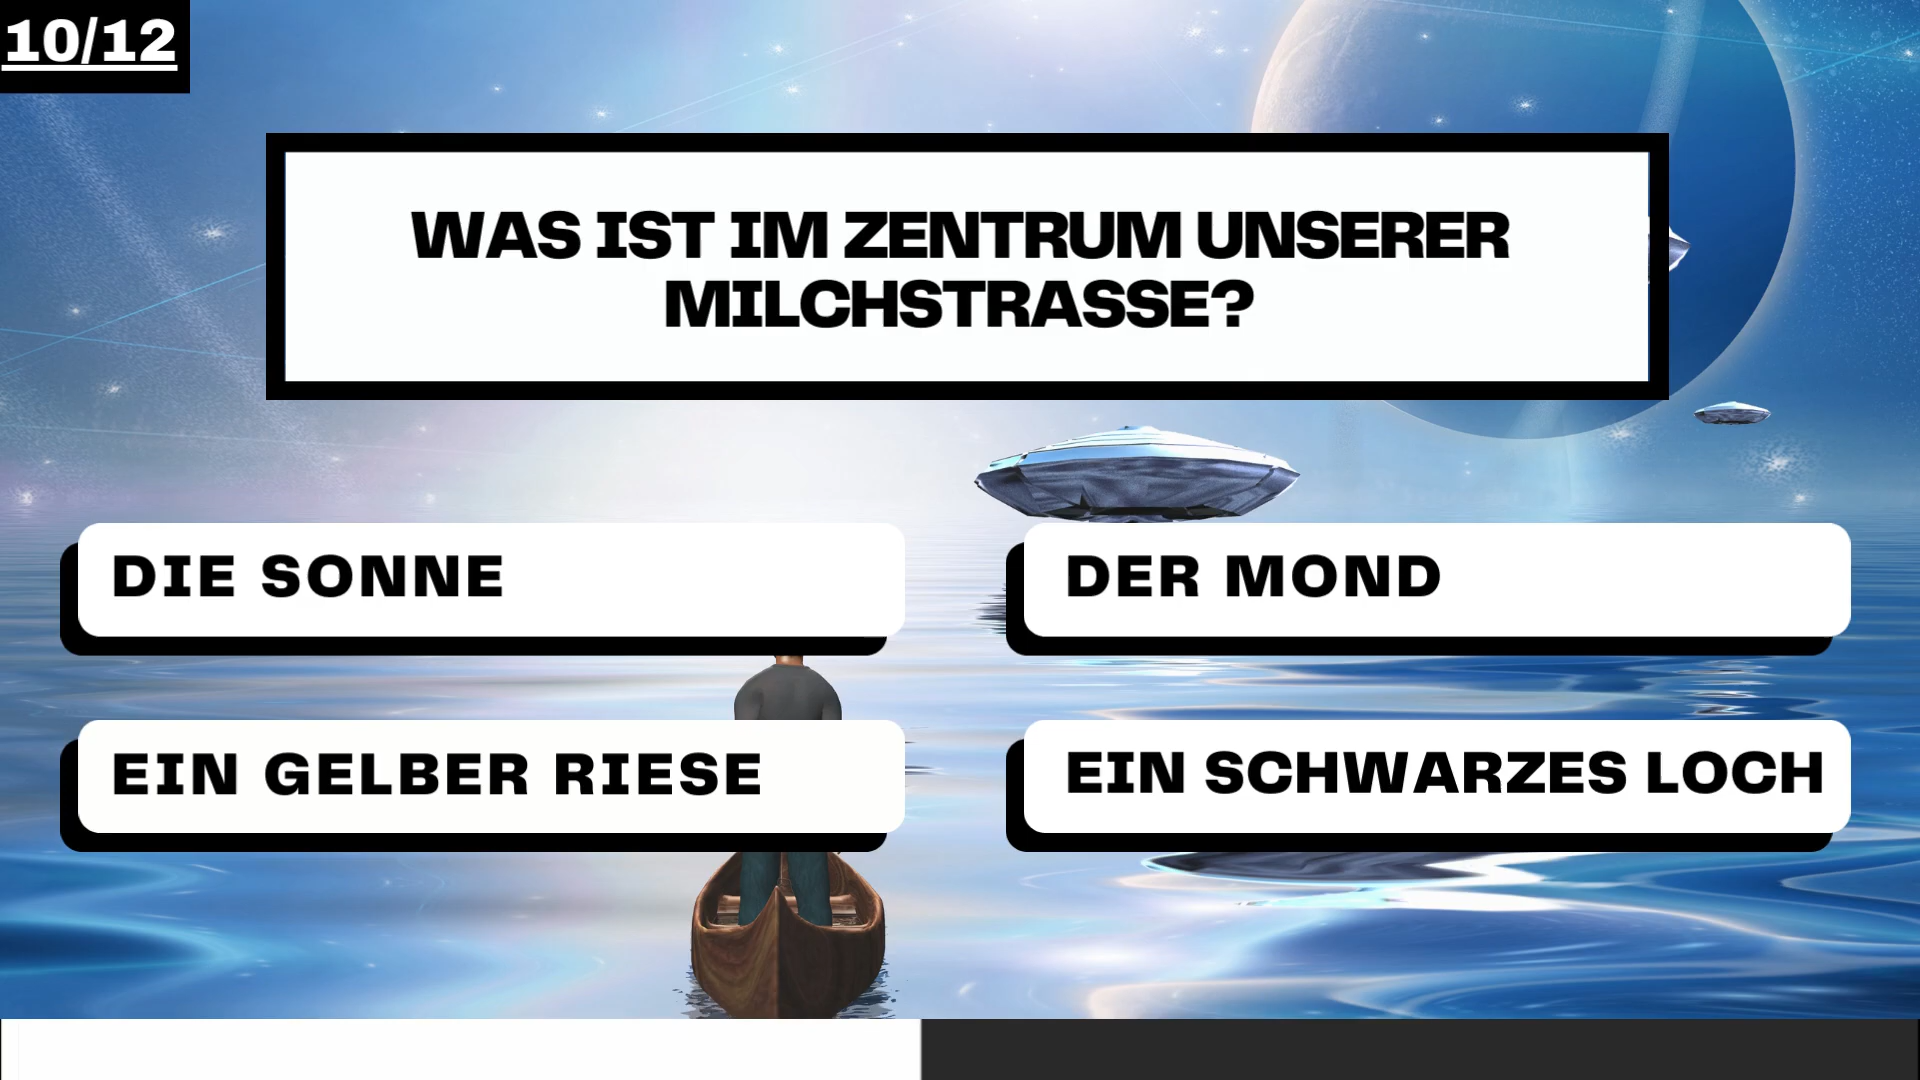 10/12
WAS IST IM ZENTRUM UNSERER
MILCHSTRASSE?
DIE SONNE
DER MOND
EIN GELBER RIESE
EIN SCHWARZES LOCH